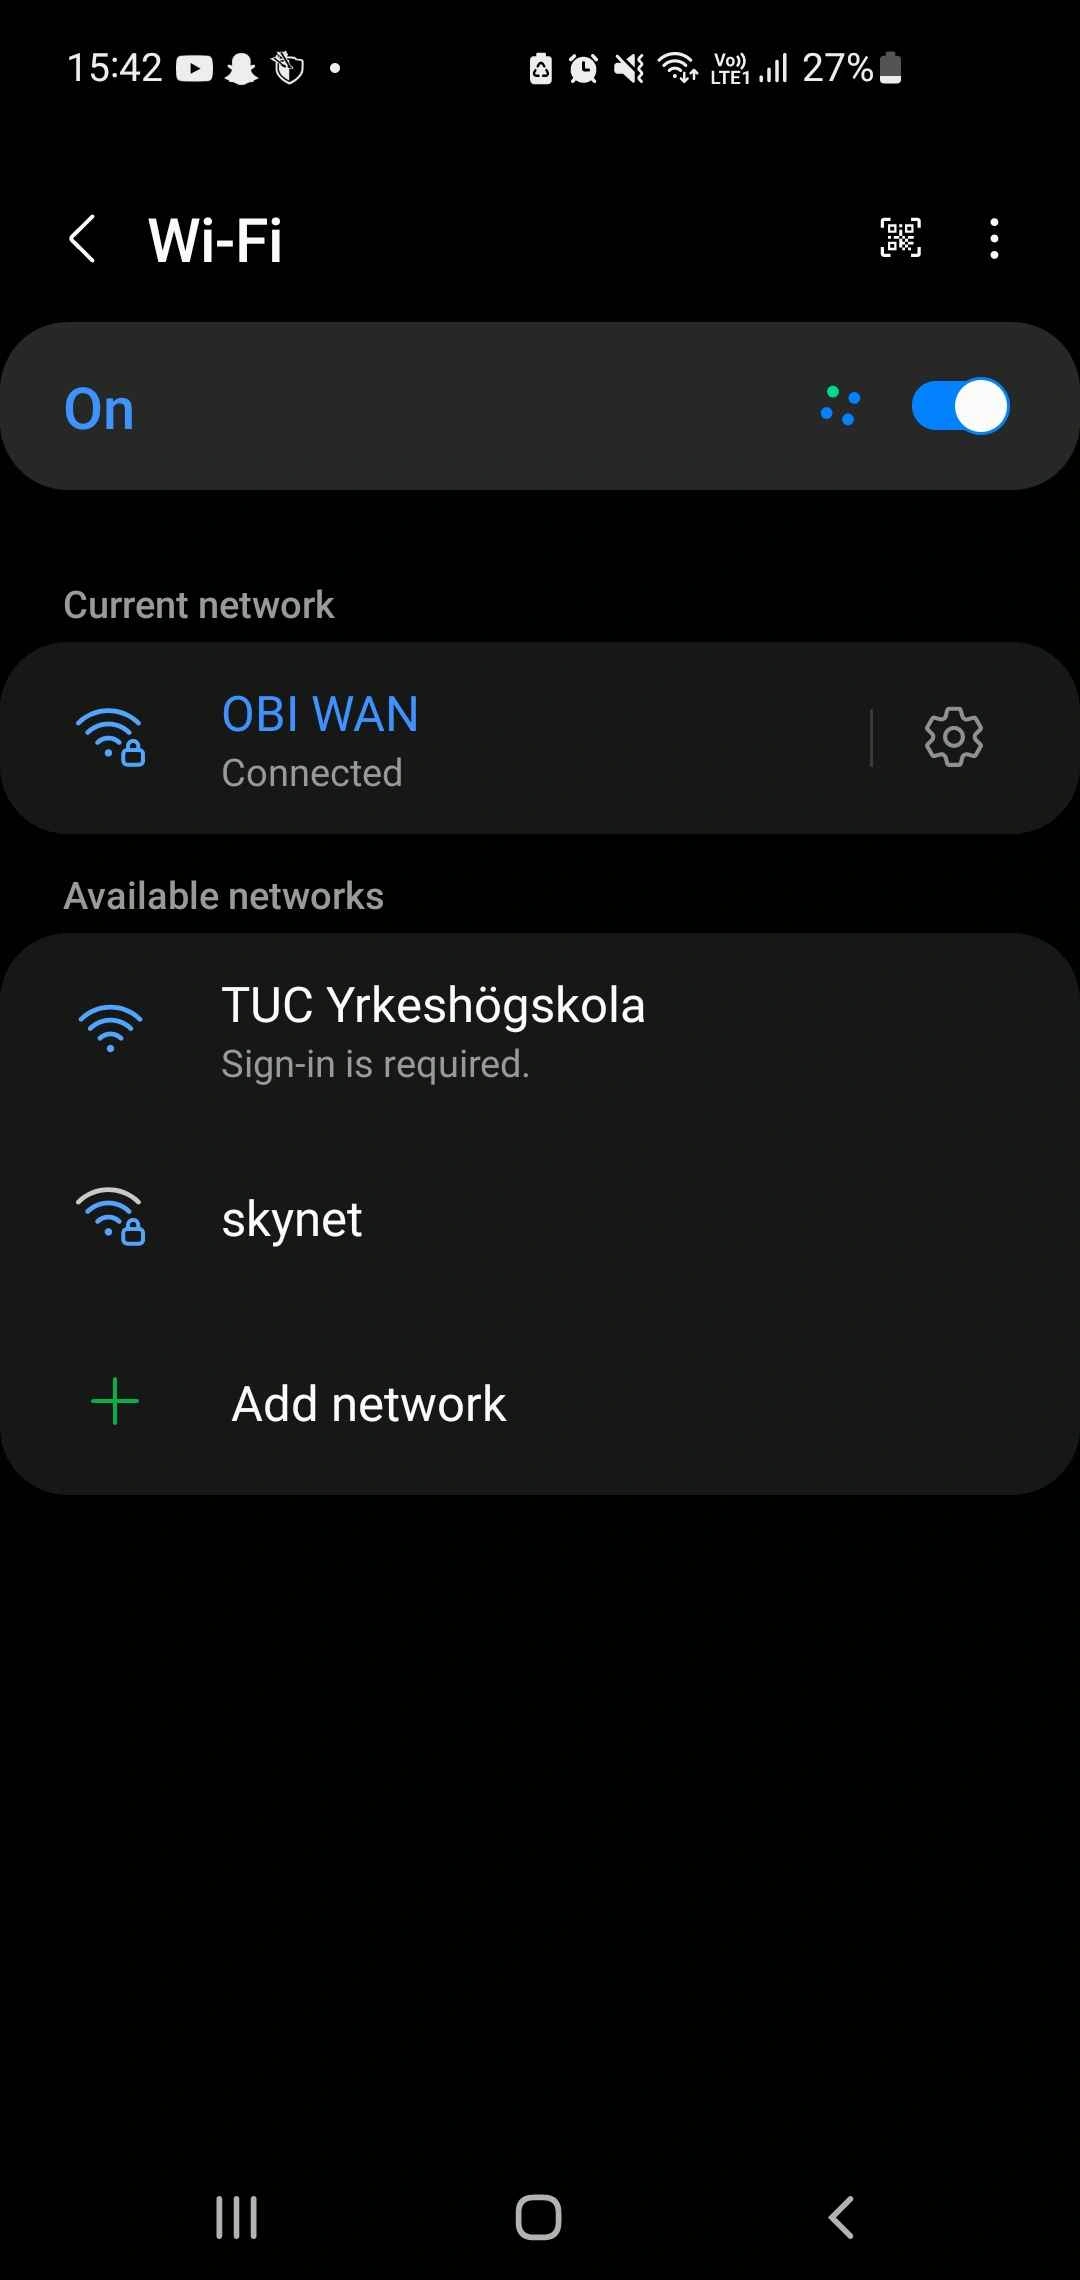 15:42
Vo)) LTE1 27%
Wi-Fi
On
Current network
OBI WAN
Connected
Available networks
TUC Yrkeshögskola
Sign-in is required.
skynet
Add network